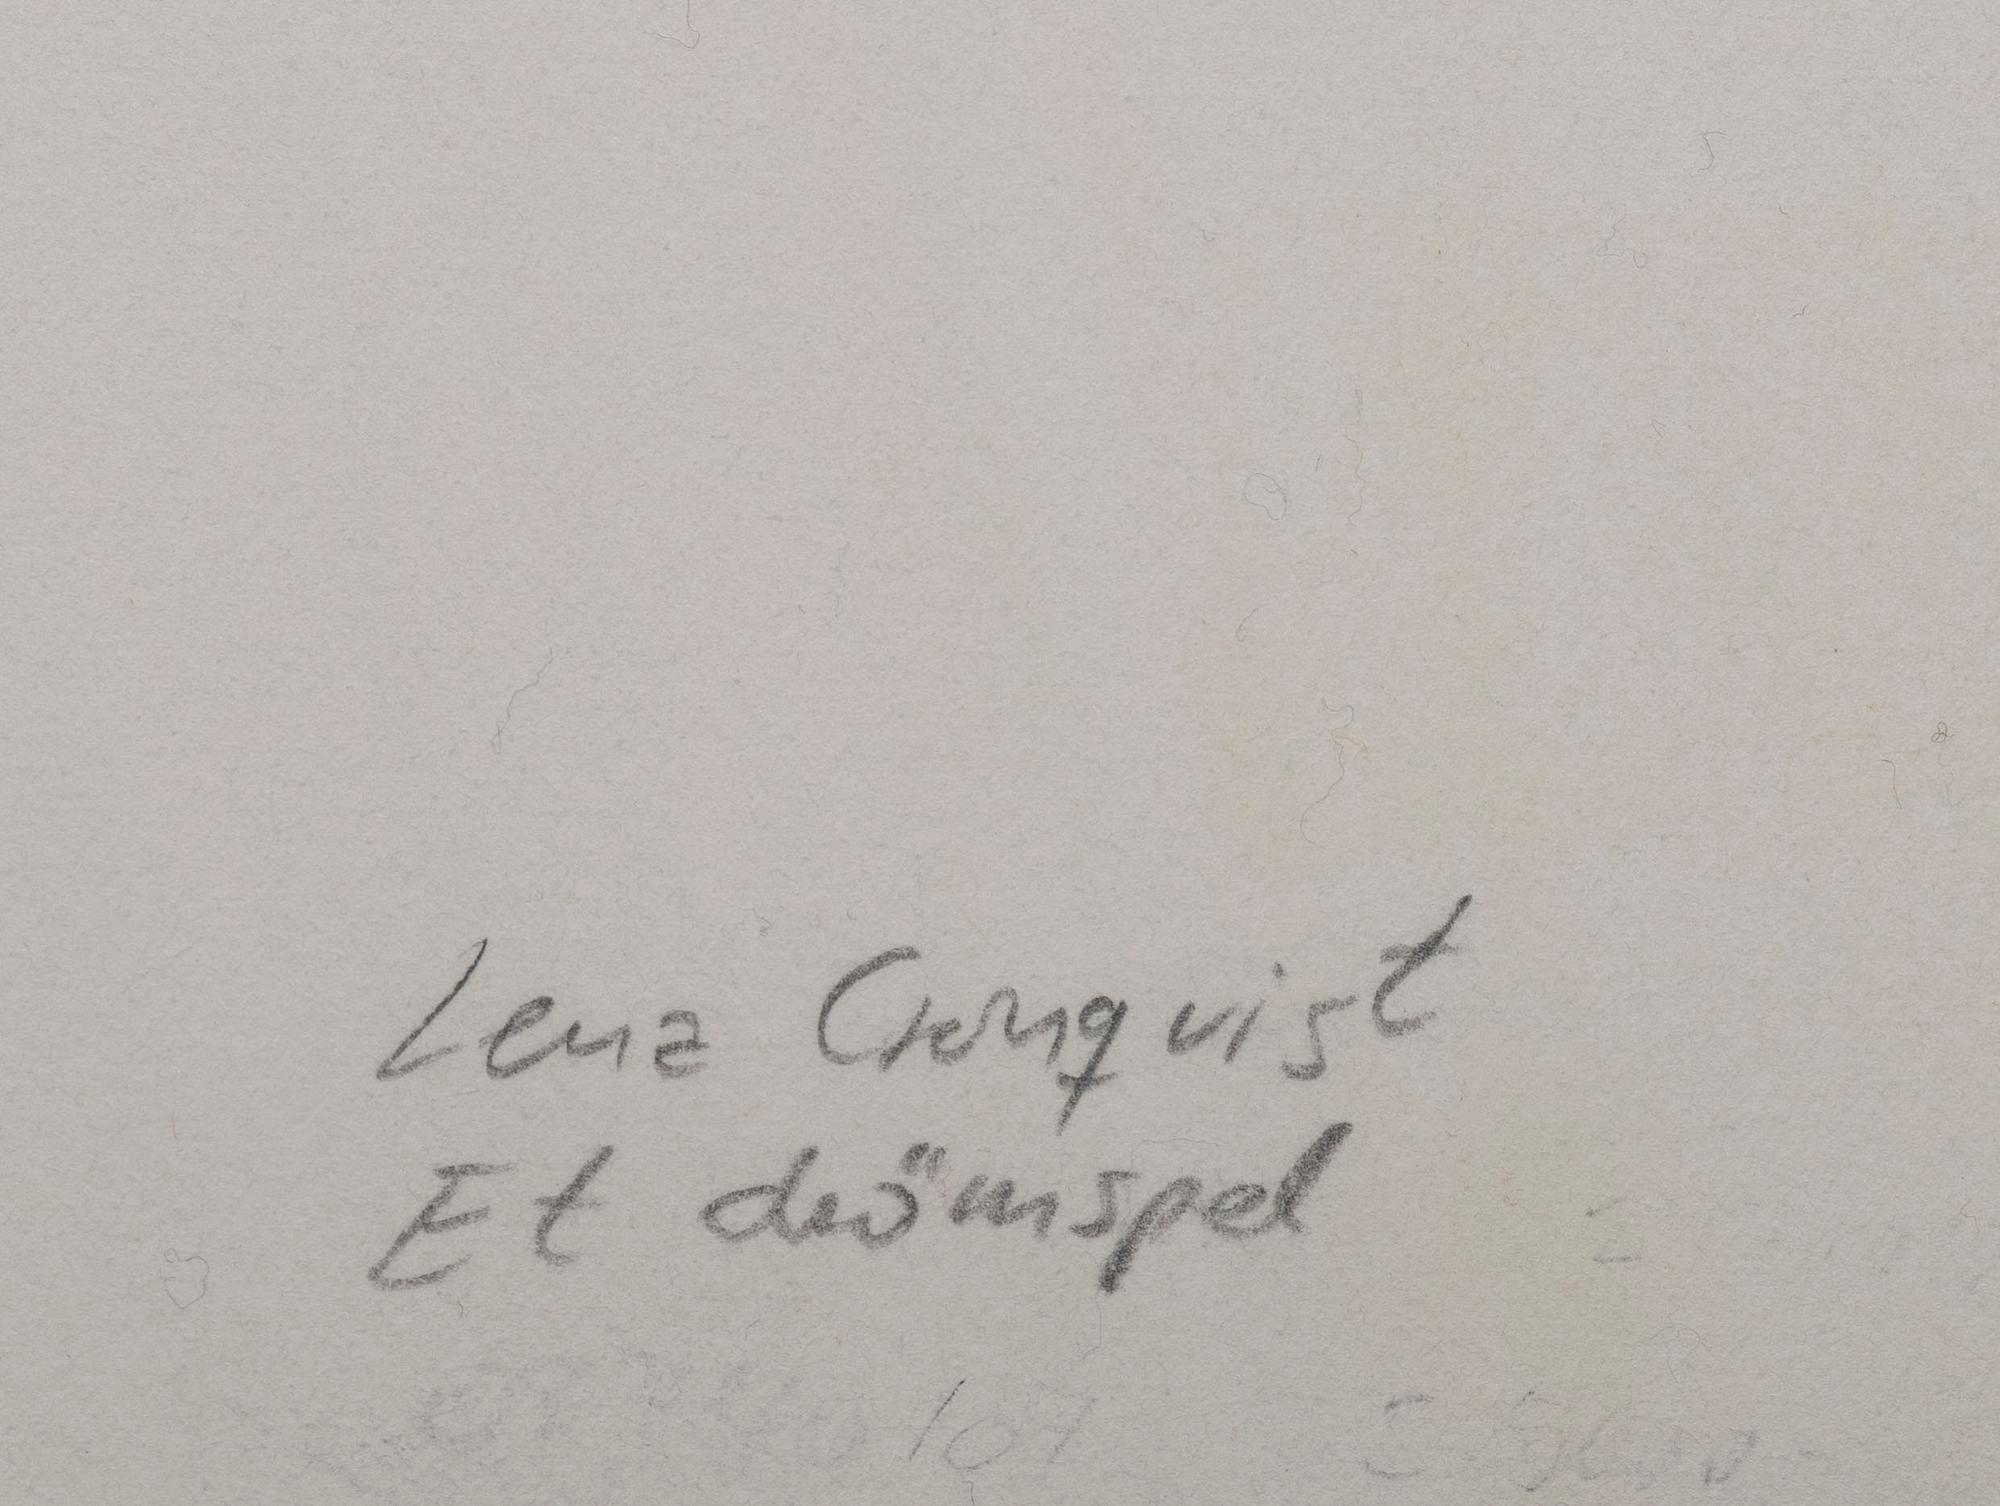 Lena Cronqvist
Et drömspel